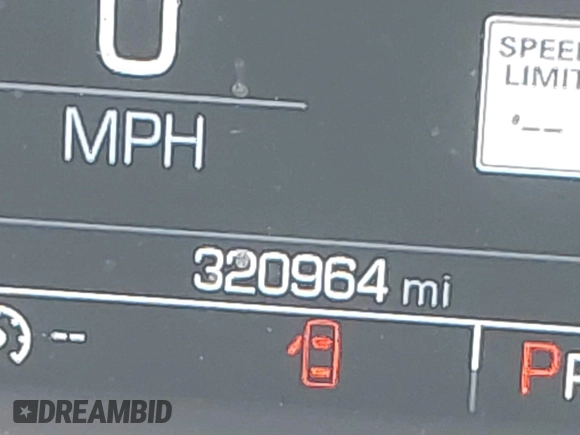 0
MPH
SPEED
LIMIT
--
320964 mi
--
P
DREAMBID